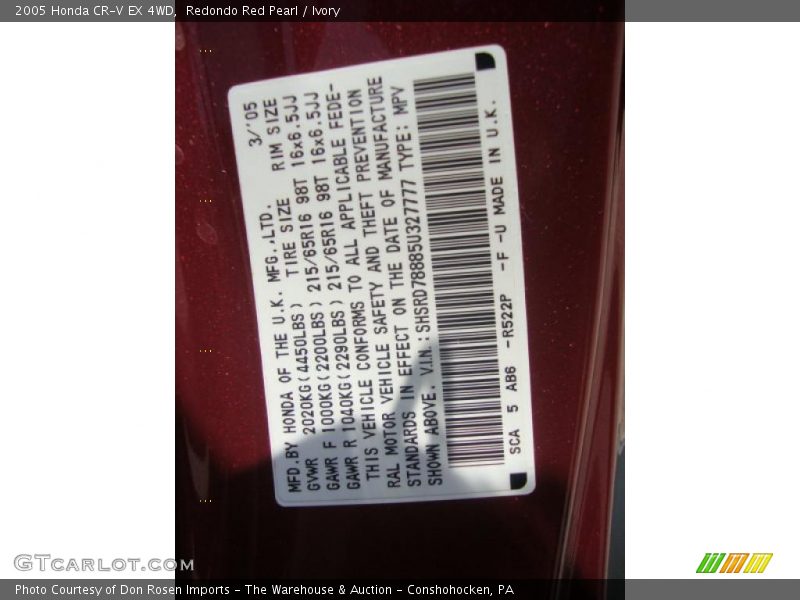 2005 Honda CR-V EX 4WD, Redondo Red Pearl / Ivory
MFD.BY HONDA OF THE U.K. MFG.,LTD. 3/'05
GVWR 2020KG(4450LBS) TIRE SIZE RIM SIZE
GAWR F 1000KG(2200LBS) 215/65R16 98T 16x6.5JJ
GAWR R 1040KG(2290LBS) 215/65R16 98T 16x6.5JJ
THIS VEHICLE CONFORMS TO ALL APPLICABLE FEDE-
RAL MOTOR VEHICLE SAFETY AND THEFT PREVENTION
STANDARDS IN EFFECT ON THE DATE OF MANUFACTURE
SHOWN ABOVE. V.I.N.:SHSRD78885U327777 TYPE: MPV
SCA 5 AB6 -R522P -F -U MADE IN U.K.
GTcarlot.com
Photo Courtesy of Don Rosen Imports - The Warehouse & Auction - Conshohocken, PA